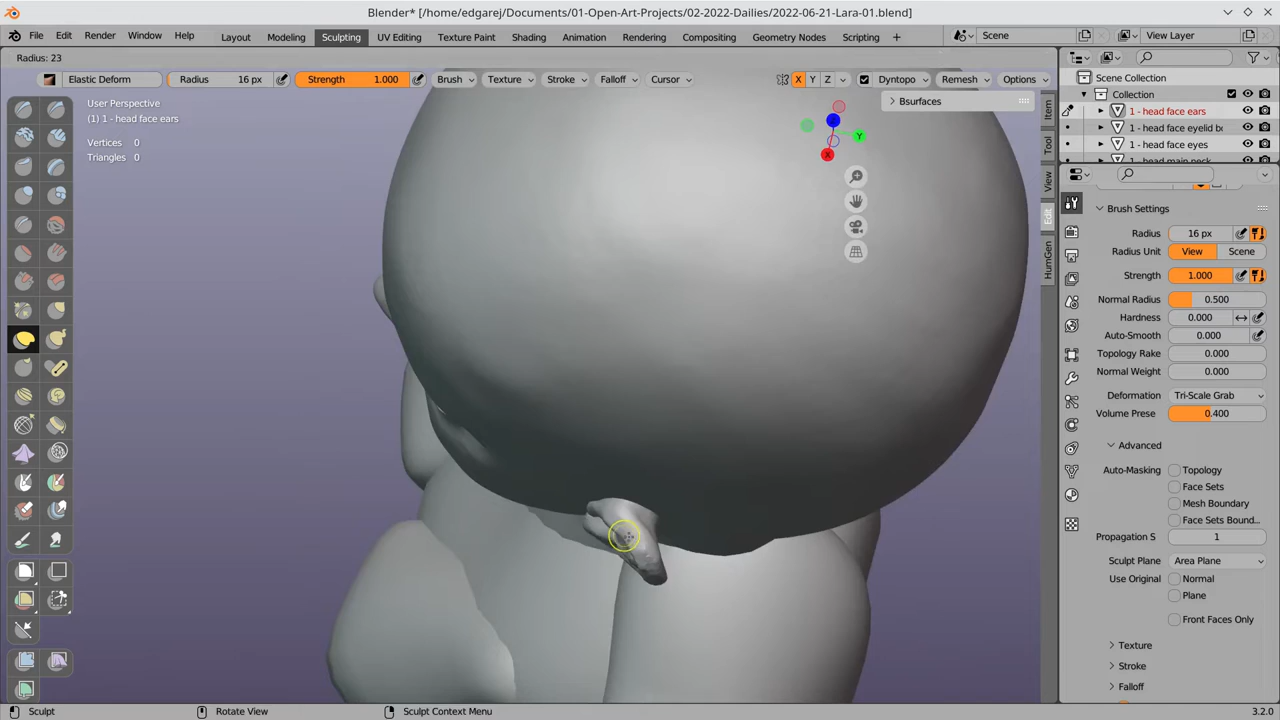 Blender* [/home/edgarej/Documents/01-Open-Art-Projects/02-2022-Dailies/2022-06-21-Lara-01.blend]
File Edit Render Window Help Layout Modeling Sculpting UV Editing Texture Paint Shading Animation Rendering Compositing Geometry Nodes Scripting + Scene View Layer
Radius: 23
Elastic Deform Radius 16 px Strength 1.000 Brush Texture Stroke Falloff Cursor X Y Z Dyntopo Remesh Options
User Perspective
(1) 1 - head face ears
Vertices 0
Triangles 0
Bsurfaces
X
Y
Z
Item
Tool
View
Edit
HumGen
Scene Collection
Collection
1 - head face ears
1 - head face eyelid bo
1 - head face eyes
1 - head main neck
Brush Settings
Radius 16 px
Radius Unit View Scene
Strength 1.000
Normal Radius 0.500
Hardness 0.000
Auto-Smooth 0.000
Topology Rake 0.000
Normal Weight 0.000
Deformation Tri-Scale Grab
Volume Prese 0.400
Advanced
Auto-Masking Topology
Face Sets
Mesh Boundary
Face Sets Bound...
Propagation S 1
Sculpt Plane Area Plane
Use Original Normal
Plane
Front Faces Only
Texture
Stroke
Falloff
Sculpt Rotate View Sculpt Context Menu 3.2.0